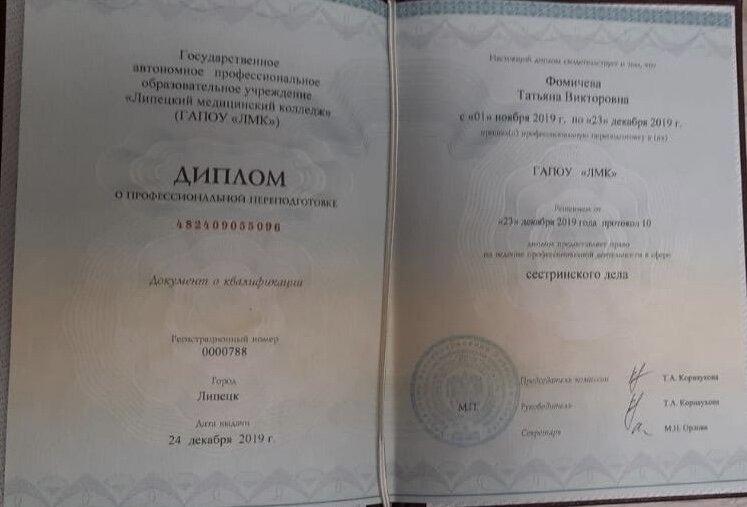 Государственное
автономное профессиональное
образовательное учреждение
«Липецкий медицинский колледж»
(ГАПОУ «ЛМК»)
ДИПЛОМ
О ПРОФЕССИОНАЛЬНОЙ ПЕРЕПОДГОТОВКЕ
482409055096
Документ о квалификации
Регистрационный номер
0000788
Город
Липецк
Дата выдачи
24 декабря 2019 г.
Настоящий диплом свидетельствует о том, что
Фомичева
Татьяна Викторовна
с «01» ноября 2019 г. по «23» декабря 2019 г.
прошел(а) профессиональную переподготовку в (на)
ГАПОУ «ЛМК»
Решением от
«23» декабря 2019 года протокол 10
диплом предоставляет право
на ведение профессиональной деятельности в сфере
сестринского дела
М.П.
Председатель комиссии Т.А.
Руководитель Т.А.
Секретарь М.Н.